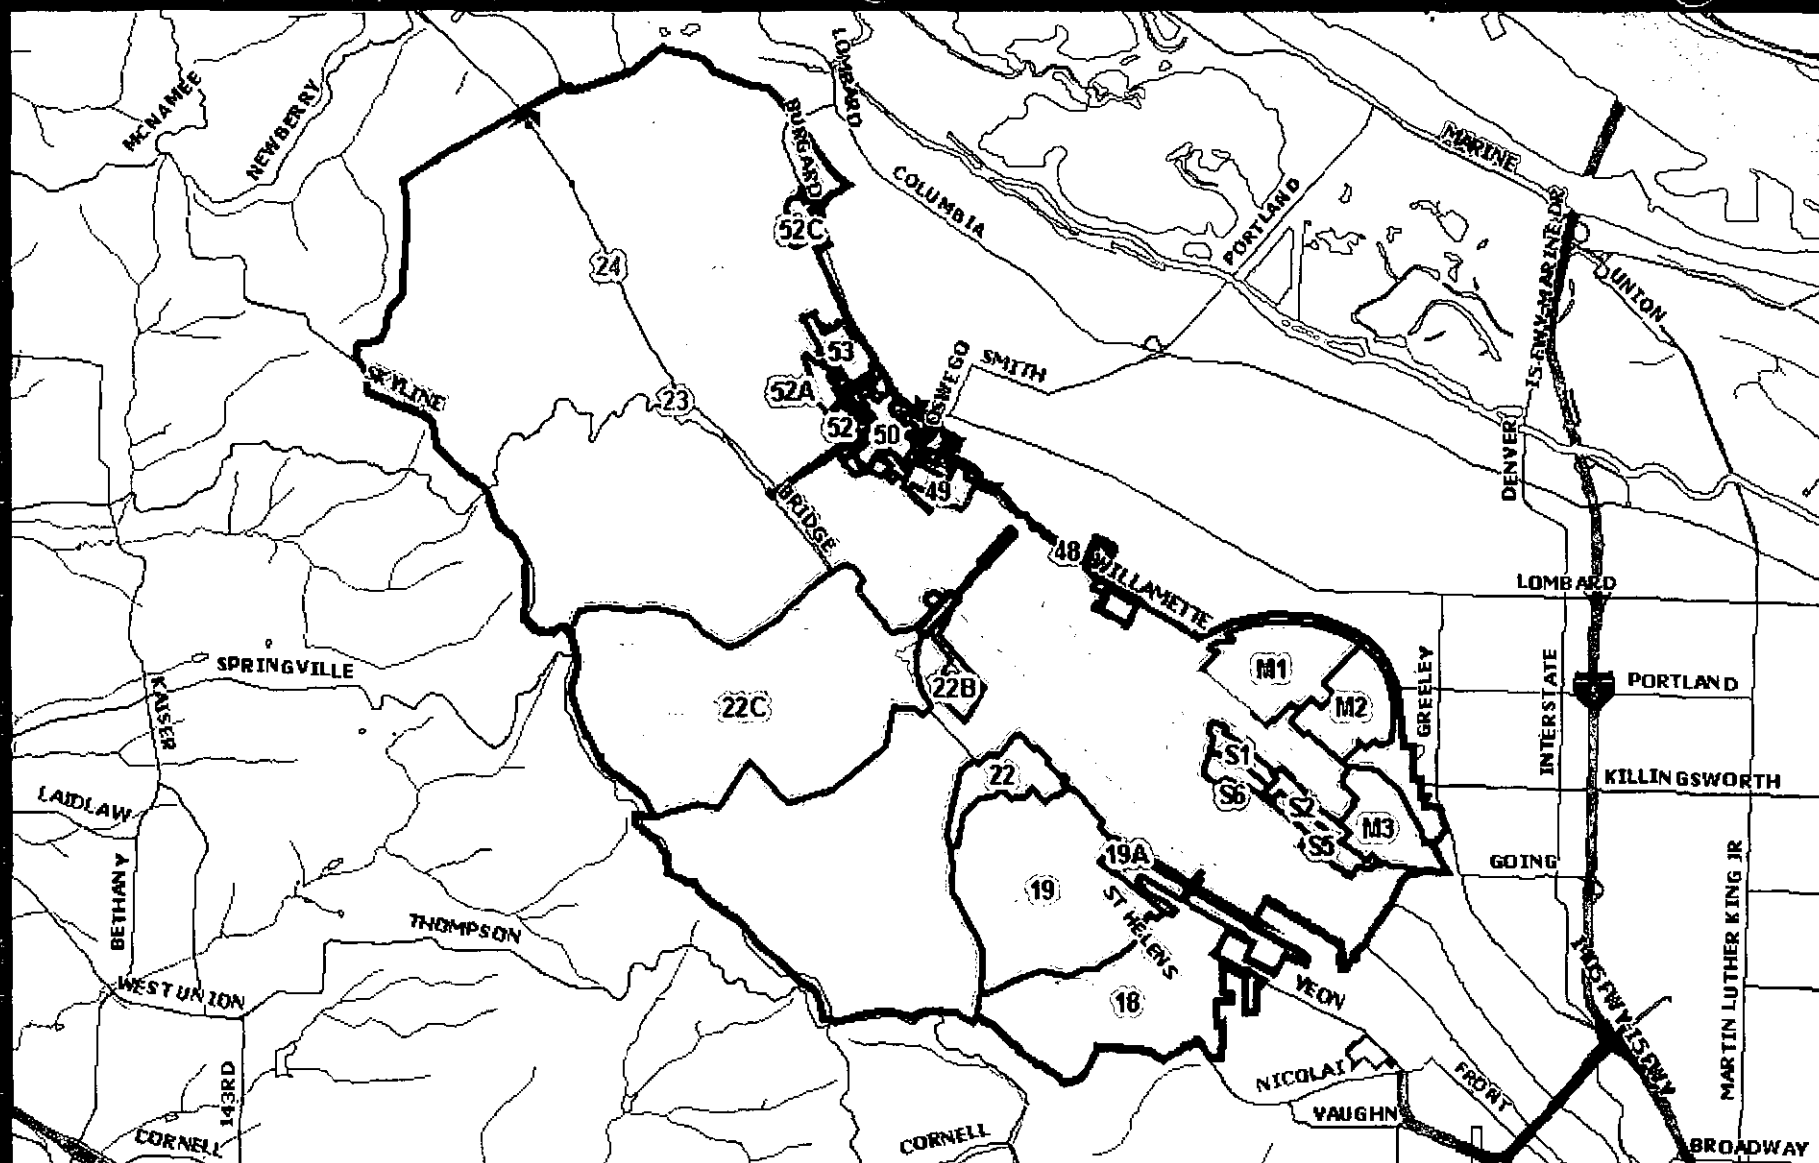 LOMBARD
MCNAMEE
NEWBERRY
BURGARD
MARINE
COLUMBIA
PORTLAND
52C
24
UNION
53
OSWEGO
SMITH
SKYLINE
52A
23
52
50
DENVER
49
BRIDGE
48
WILLAMETTE
LOMBARD
SPRINGVILLE
KAISER
22C
22B
M1
M2
GREELEY
INTERSTATE
PORTLAND
S1
22
S6
S2
KILLINGSWORTH
LAIDLAW
M3
S5
19A
GOING
BETHANY
19
ST HELENS
THOMPSON
MARTIN LUTHER KING JR
WEST UNION
18
YEON
143RD
NICOLAI
FRONT
VAUGHN
CORNELL
CORNELL
BROADWAY